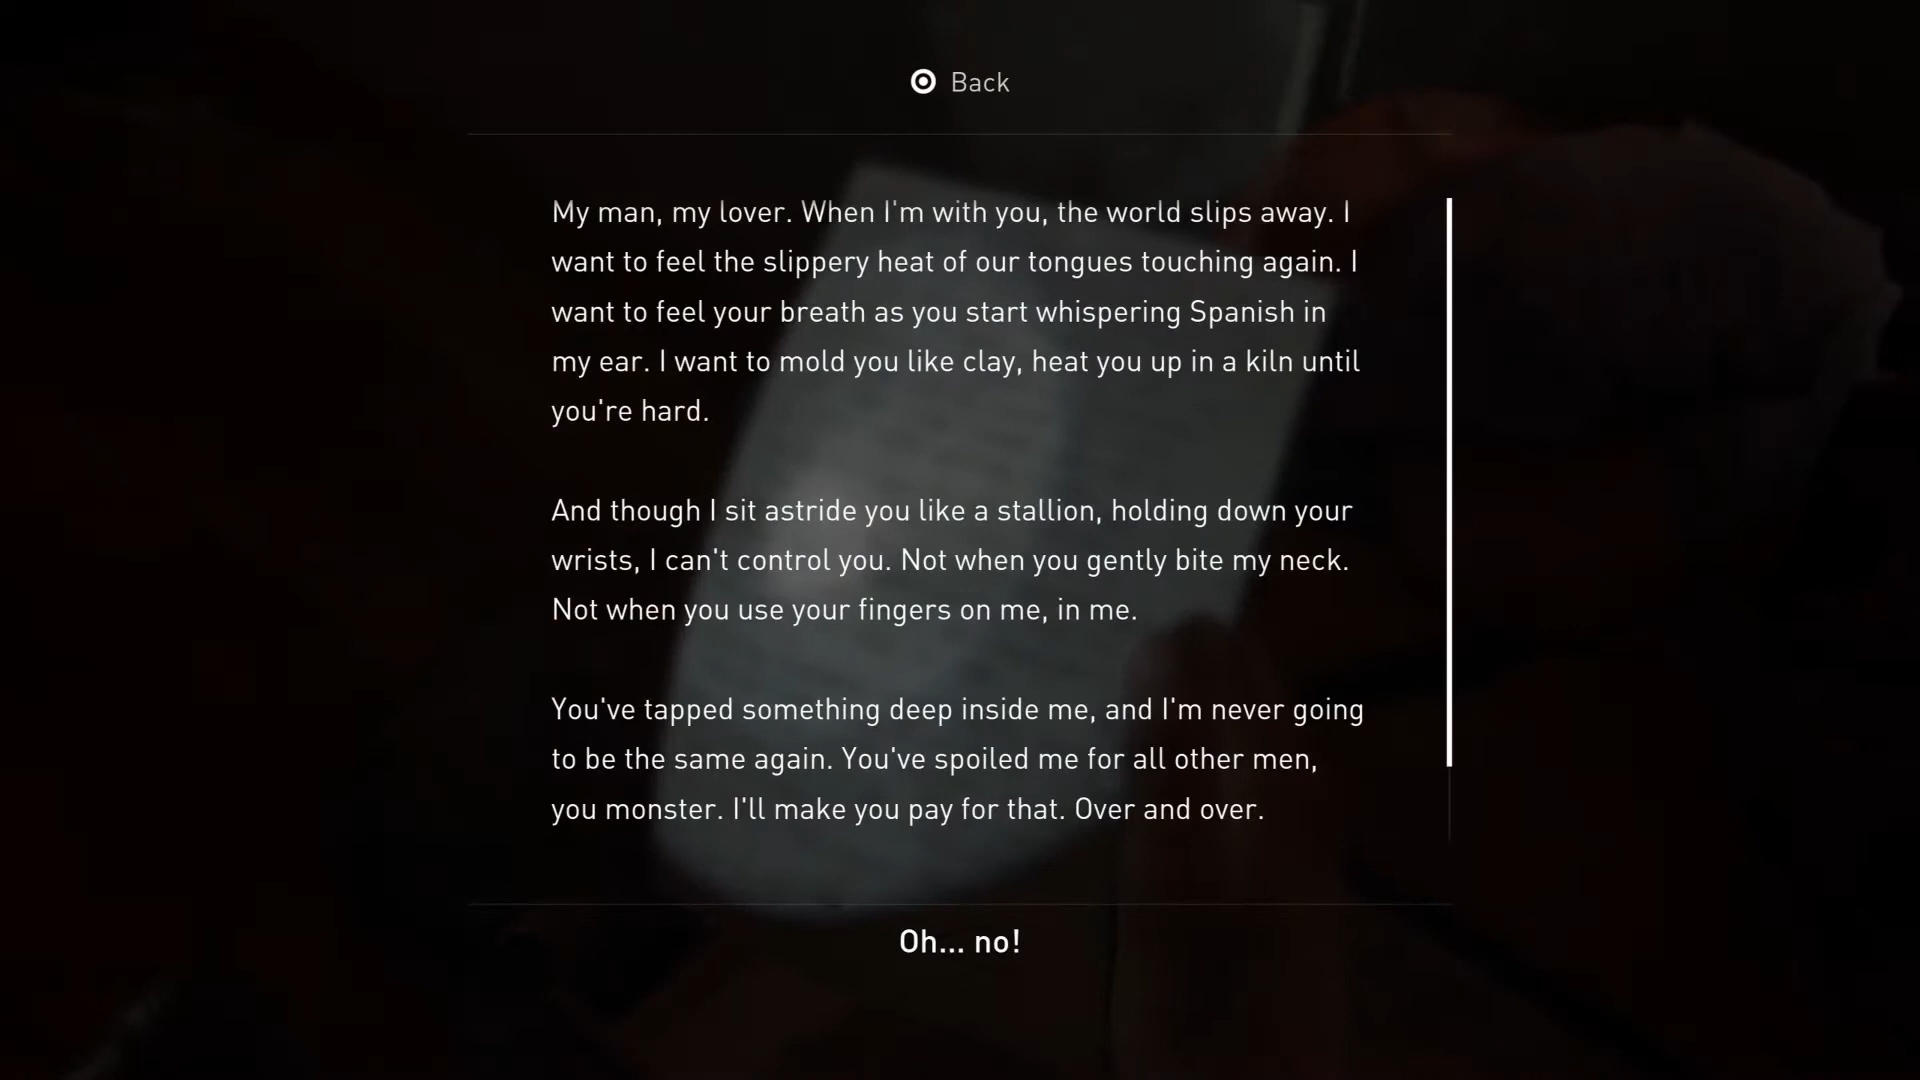 Back
My man, my lover. When I'm with you, the world slips away. I
want to feel the slippery heat of our tongues touching again. I
want to feel your breath as you start whispering Spanish in
my ear. I want to mold you like clay, heat you up in a kiln until
you're hard.
And though I sit astride you like a stallion, holding down your
wrists, I can't control you. Not when you gently bite my neck.
Not when you use your fingers on me, in me.
You've tapped something deep inside me, and I'm never going
to be the same again. You've spoiled me for all other men,
you monster. I'll make you pay for that. Over and over.
Oh... no!